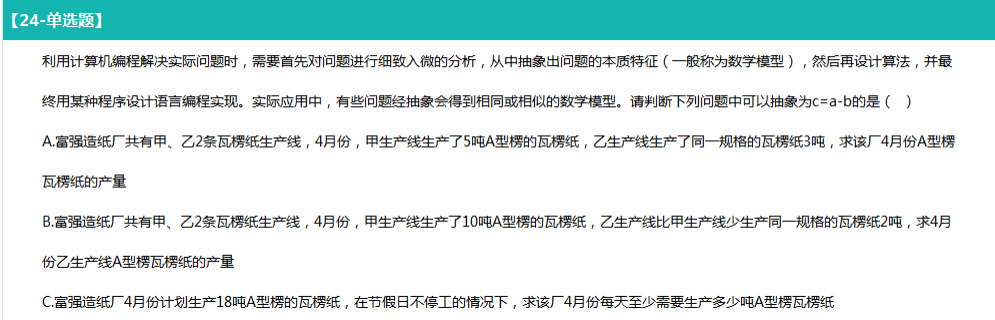 【24-单选题】
利用计算机编程解决实际问题时，需要首先对问题进行细致入微的分析，从中抽象出问题的本质特征（一般称为数学模型），然后再设计算法，并最
终用某种程序设计语言编程实现。实际应用中，有些问题经抽象会得到相同或相似的数学模型。请判断下列问题中可以抽象为c=a-b的是（ ）
A.富强造纸厂共有甲、乙2条瓦楞纸生产线，4月份，甲生产线生产了5吨A型楞的瓦楞纸，乙生产线生产了同一规格的瓦楞纸3吨，求该厂4月份A型楞
瓦楞纸的产量
B.富强造纸厂共有甲、乙2条瓦楞纸生产线，4月份，甲生产线生产了10吨A型楞的瓦楞纸，乙生产线比甲生产线少生产同一规格的瓦楞纸2吨，求4月
份乙生产线A型楞瓦楞纸的产量
C.富强造纸厂4月份计划生产18吨A型楞的瓦楞纸，在节假日不停工的情况下，求该厂4月份每天至少需要生产多少吨A型楞瓦楞纸